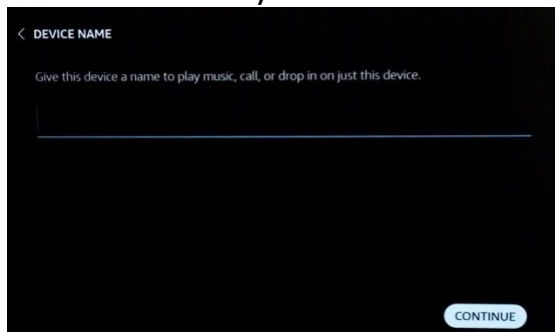 DEVICE NAME
Give this device a name to play music, call, or drop in on just this device.
CONTINUE